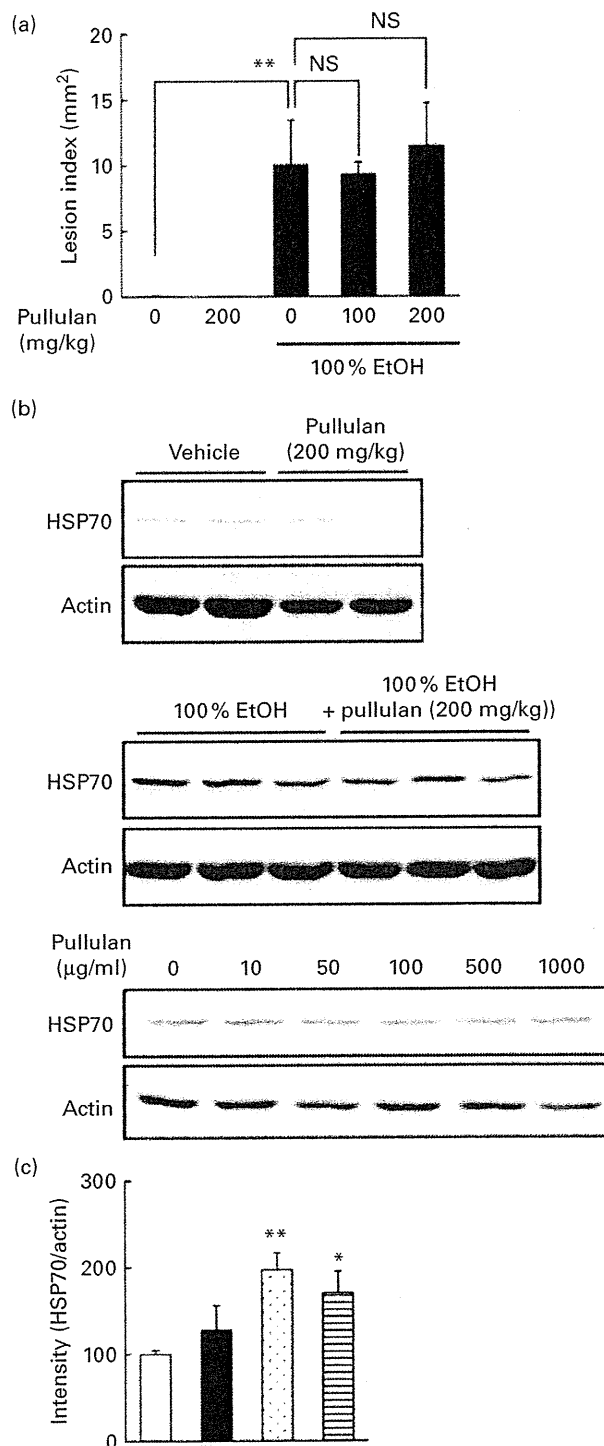 (a)
NS
** NS
20
15
10
5
0
Lesion index (mm²)
Pullulan (mg/kg)
0 200 0 100 200
100% EtOH
(b)
Vehicle
Pullulan (200 mg/kg)
HSP70
Actin
100% EtOH
100% EtOH + pullulan (200 mg/kg))
HSP70
Actin
Pullulan (μg/ml)
0 10 50 100 500 1000
HSP70
Actin
(c)
300
200
100
0
Intensity (HSP70/actin)
** *